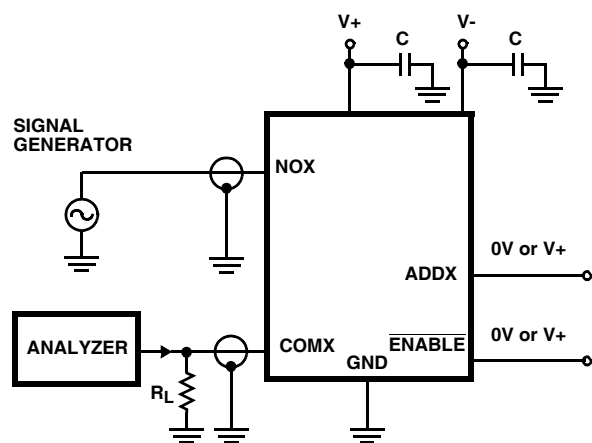 V+
V-
C
C
SIGNAL
GENERATOR
NOX
0V or V+
ADDX
0V or V+
ANALYZER
COMX
ENABLE
GND
RL